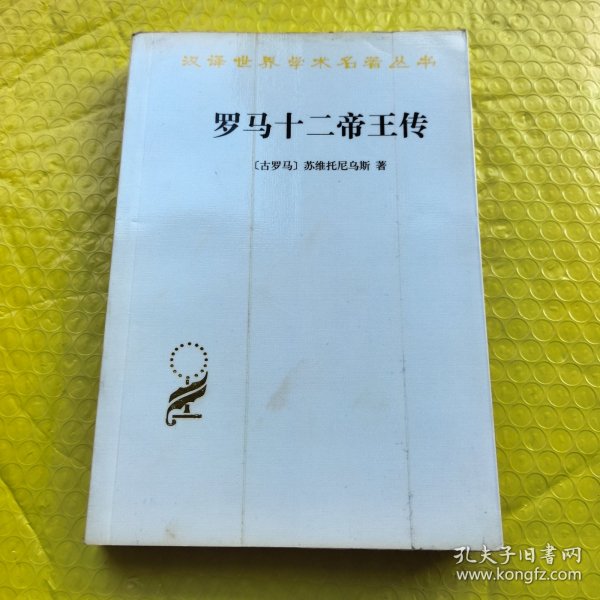 汉译世界学术名著丛书
罗马十二帝王传
〔古罗马〕苏维托尼乌斯 著
孔夫子旧书网
www.kongfz.com